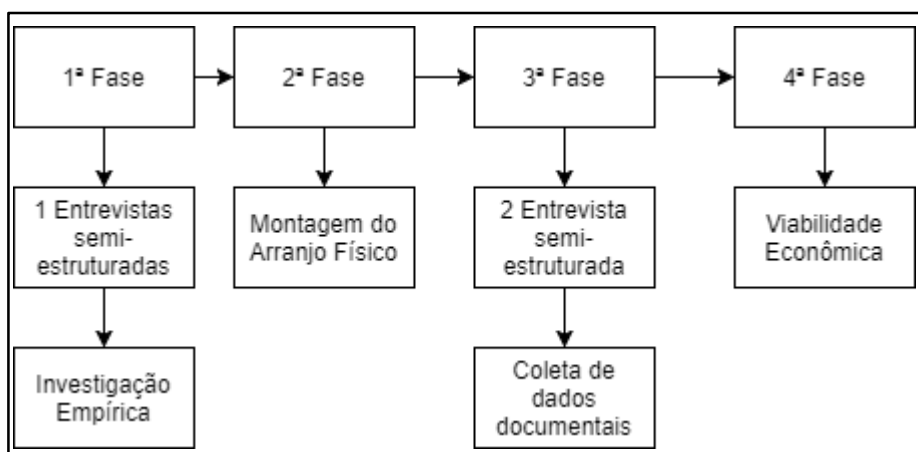 1ª Fase
2ª Fase
3ª Fase
4ª Fase
1 Entrevistas
semi-
estruturadas
Montagem do
Arranjo Físico
2 Entrevista
semi-
estruturada
Viabilidade
Econômica
Investigação
Empírica
Coleta de
dados
documentais